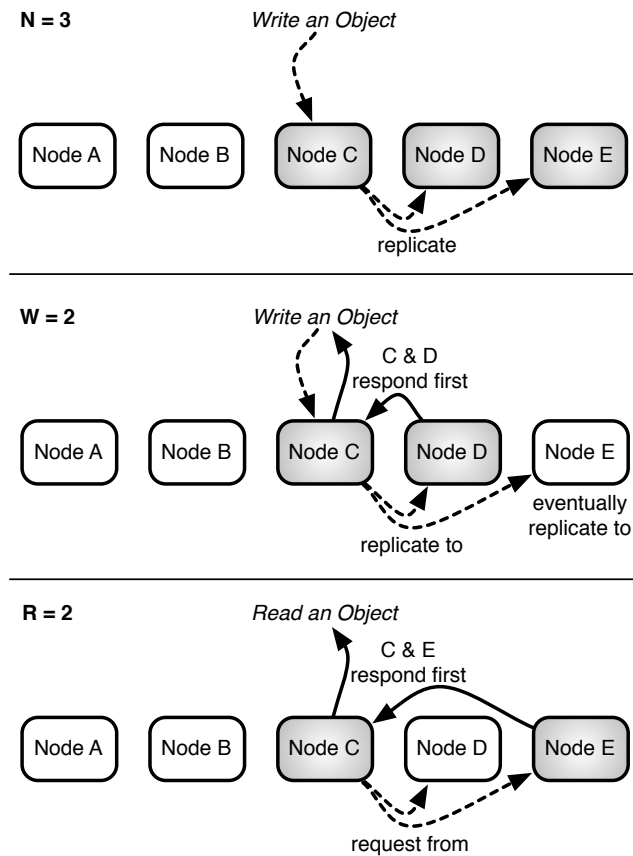 N = 3
Write an Object
Node A
Node B
Node C
Node D
Node E
replicate
W = 2
Write an Object
C & D
respond first
Node A
Node B
Node C
Node D
Node E
eventually
replicate to
replicate to
R = 2
Read an Object
C & E
respond first
Node A
Node B
Node C
Node D
Node E
request from